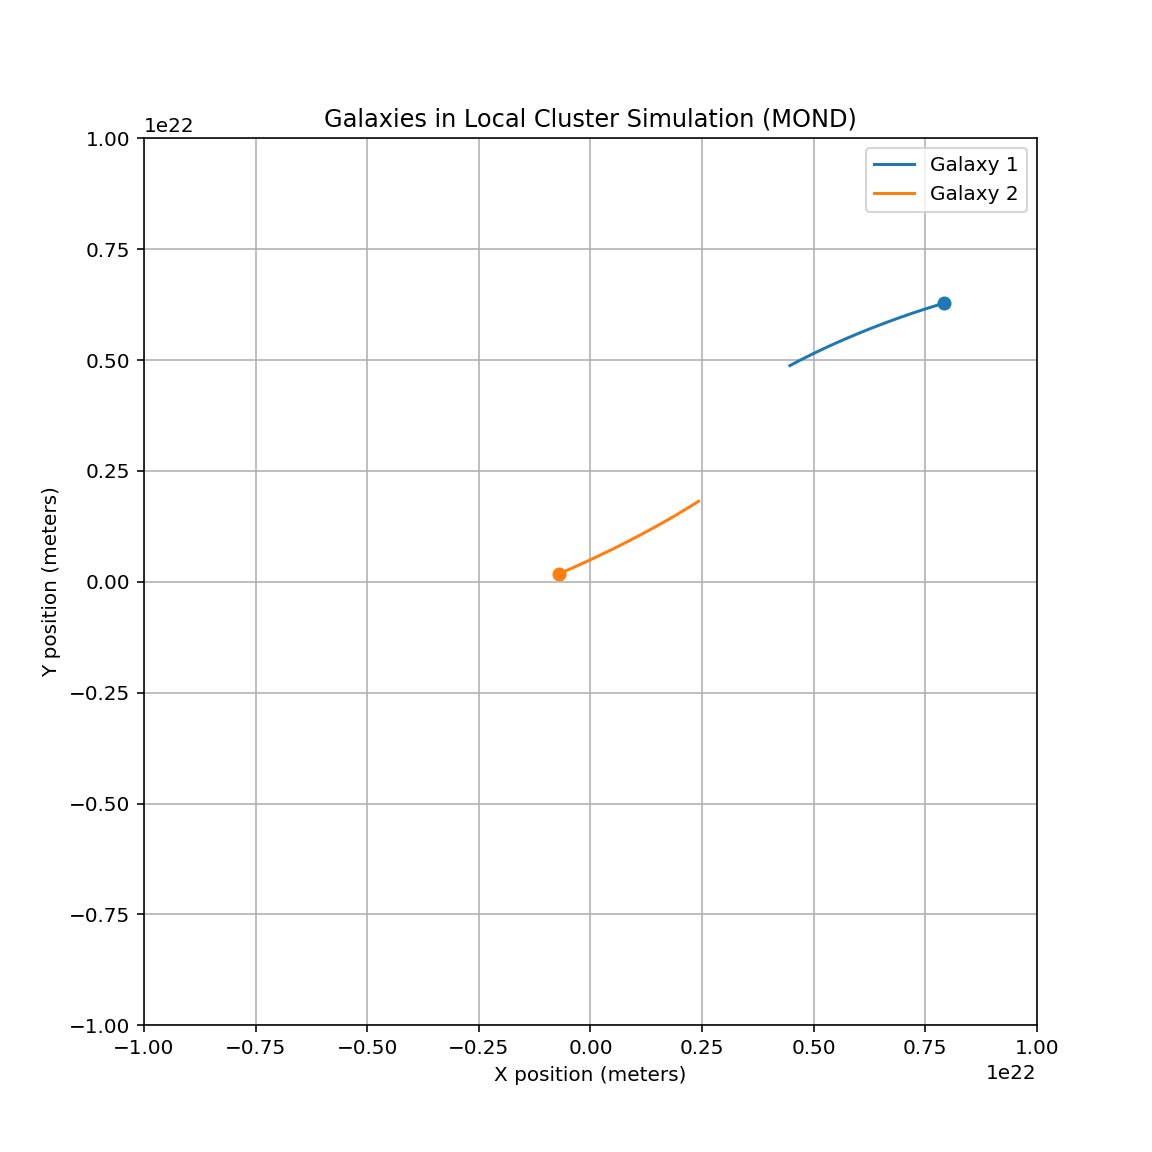 Galaxies in Local Cluster Simulation (MOND)
1e22
Galaxy 1
Galaxy 2
1.00
0.75
0.50
0.25
0.00
−0.25
−0.50
−0.75
−1.00
Y position (meters)
−1.00 −0.75 −0.50 −0.25 0.00 0.25 0.50 0.75 1.00
X position (meters)
1e22